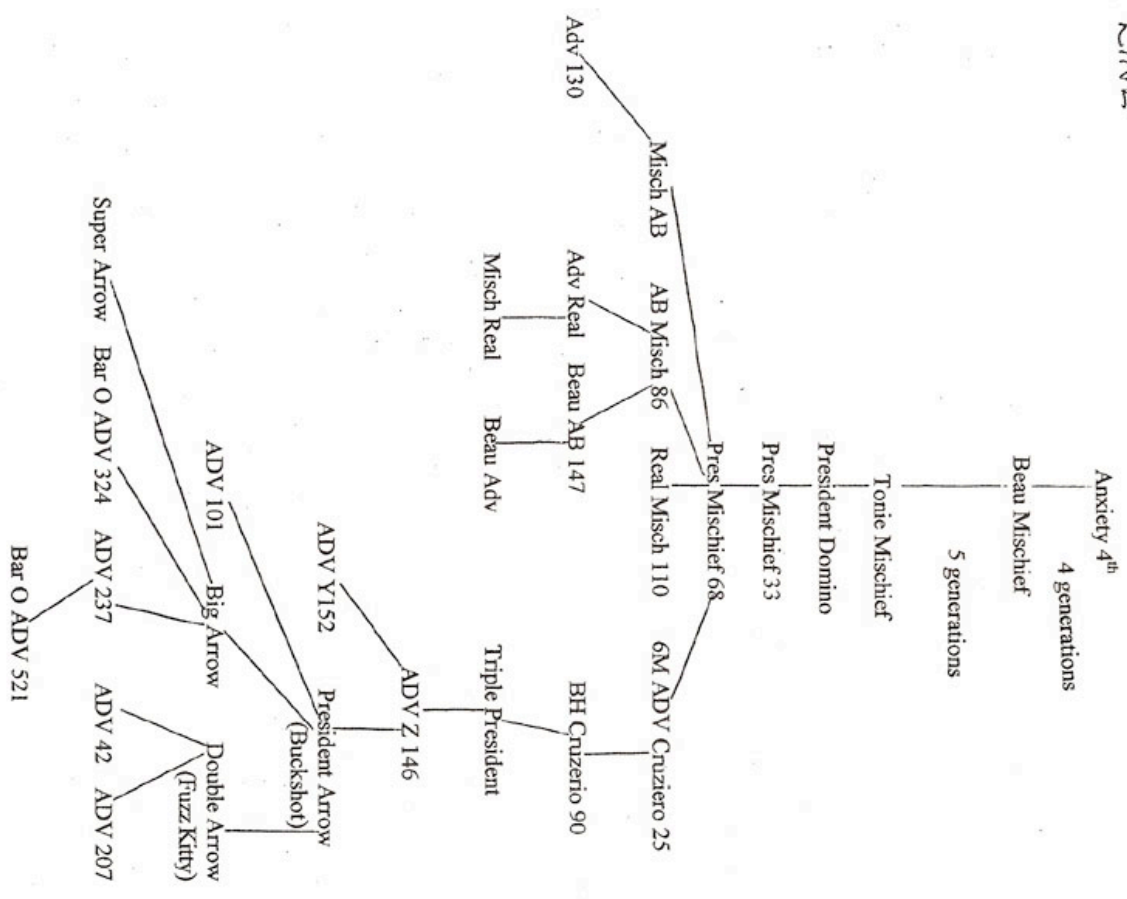 Anxiety 4th
4 generations
Beau Mischief
5 generations
Tonie Mischief
President Domino
Pres Mischief 33
Pres Mischief 68
Misch AB AB Misch 86 Real Misch 110 6M ADV Cruziero 25
Adv 130 Adv Real Beau AB 147 BH Cruzerio 90
Misch Real Beau Adv Triple President
ADV Z 146
ADV Y152 President Arrow
(Buckshot)
ADV 101 Big Arrow Double Arrow
(Fuzz Kitty)
Super Arrow Bar O ADV 324 ADV 237 ADV 42 ADV 207
Bar O ADV 521